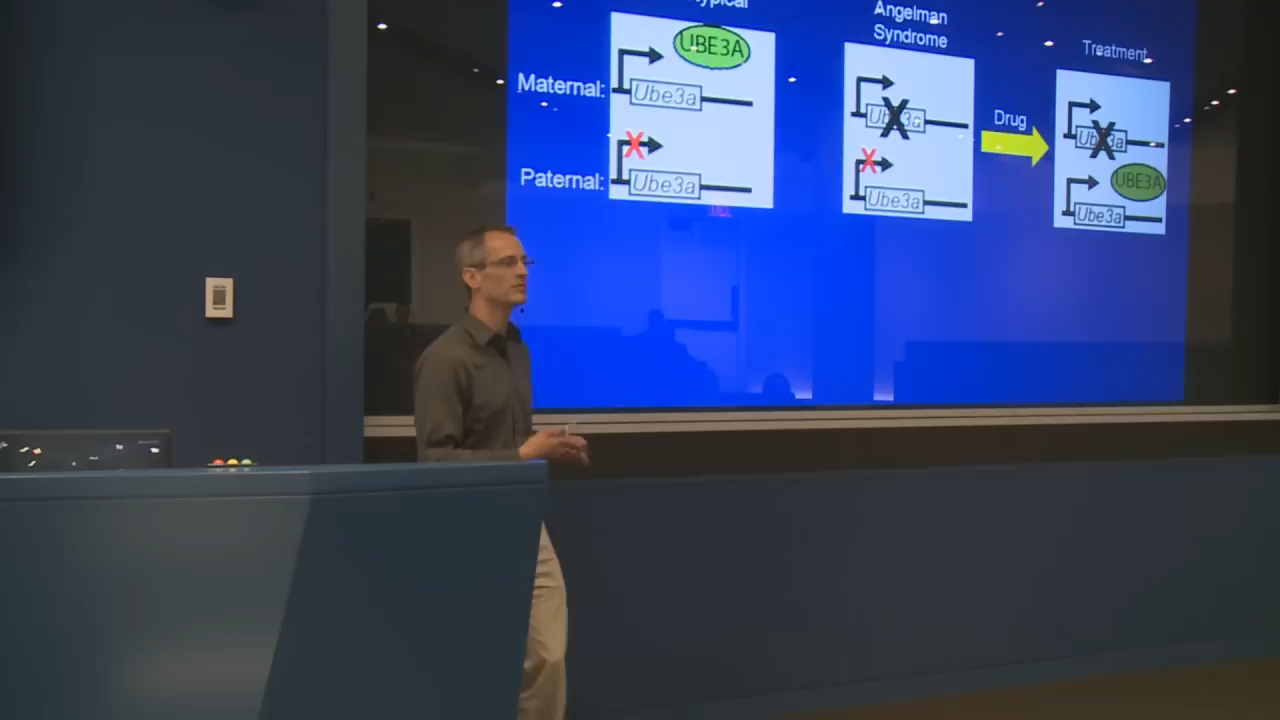 UBE3A
Maternal:
Ube3a
Paternal:
Ube3a
Angelman
Syndrome
Ube3a
Ube3a
Drug
Treatment
Ube3a
UBE3A
Ube3a